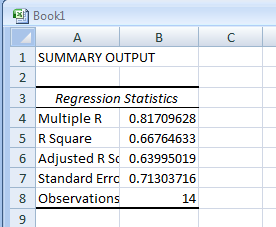 Book1
A B C
1 SUMMARY OUTPUT
2
3 Regression Statistics
4 Multiple R 0.81709628
5 R Square 0.66764633
6 Adjusted R Sc 0.63995019
7 Standard Erro 0.71303716
8 Observations 14
9